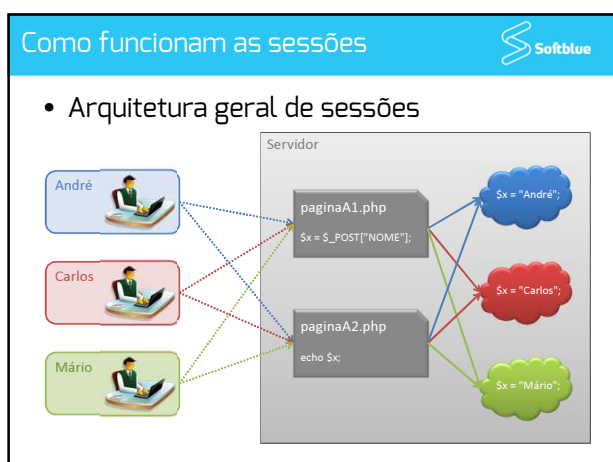 Como funcionam as sessões
Softblue
• Arquitetura geral de sessões
Servidor
André
Carlos
Mário
paginaA1.php
$x = $_POST["NOME"];
paginaA2.php
echo $x;
$x = "André";
$x = "Carlos";
$x = "Mário";